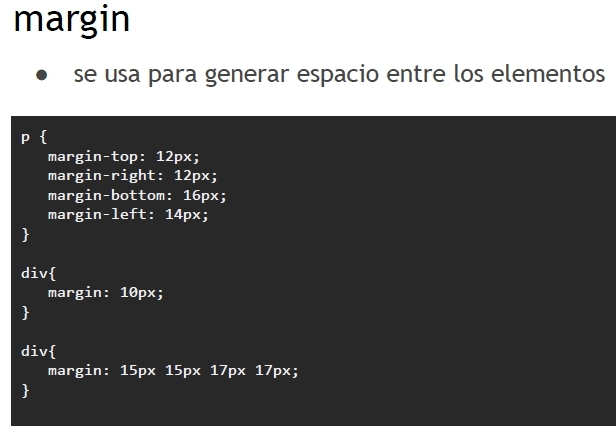 margin
● se usa para generar espacio entre los elementos
p {
   margin-top: 12px;
   margin-right: 12px;
   margin-bottom: 16px;
   margin-left: 14px;
}
div{
   margin: 10px;
}
div{
   margin: 15px 15px 17px 17px;
}